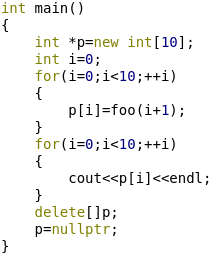 int main()
{
    int *p=new int[10];
    int i=0;
    for(i=0;i<10;++i)
    {
        p[i]=foo(i+1);
    }
    for(i=0;i<10;++i)
    {
        cout<<p[i]<<endl;
    }
    delete[]p;
    p=nullptr;
}